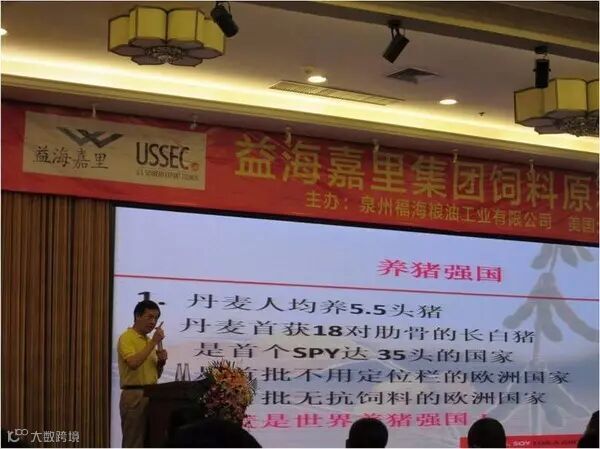 益海嘉里
USSEC
U.S. SOYBEAN EXPORT COUNCIL
益海嘉里集团饲料原
主办：泉州福海粮油工业有限公司 美国
养猪强国
1. 丹麦人均养5.5头猪
丹麦首获18对肋骨的长白猪
是首个SPY达 35头的国家
批不用定位栏的欧洲国家
批无抗饲料的欧洲国家
是世界养猪强国！
SOY
大数跨境